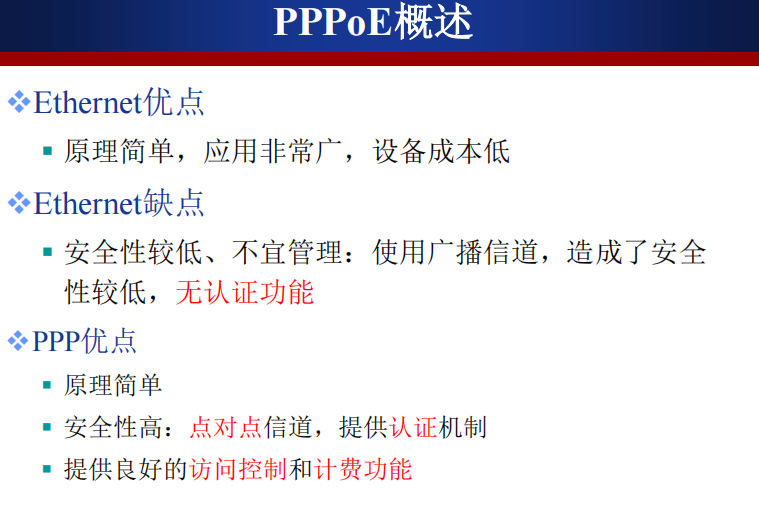 PPPoE概述
Ethernet优点
原理简单，应用非常广，设备成本低
Ethernet缺点
安全性较低、不宜管理：使用广播信道，造成了安全
性较低，无认证功能
PPP优点
原理简单
安全性高：点对点信道，提供认证机制
提供良好的访问控制和计费功能